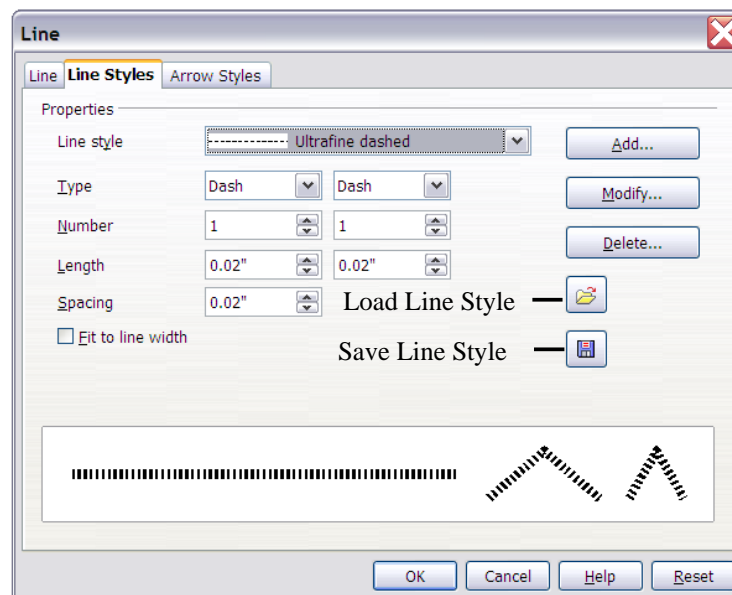 Line
Line Line Styles Arrow Styles
Properties
Line style Ultrafine dashed Add...
Type Dash Dash Modify...
Number 1 1 Delete...
Length 0.02" 0.02"
Spacing 0.02" Load Line Style
Fit to line width
Save Line Style
OK Cancel Help Reset